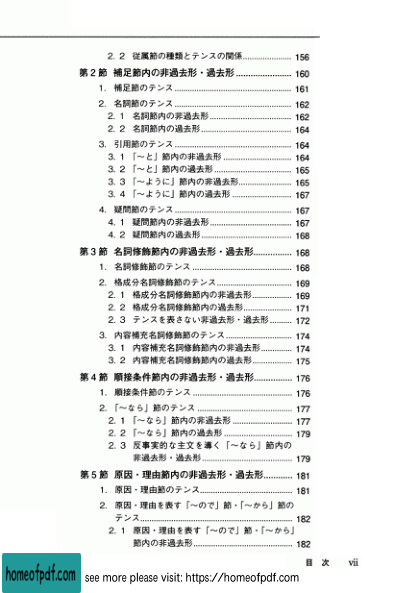 2. 2 従属節の種類とテンスの関係…………………… 156
第２節 補足節内の非過去形・過去形…………………… 160
1. 補足節のテンス…………………………………… 161
2. 名詞節のテンス…………………………………… 162
2. 1 名詞節内の非過去形…………………………… 162
2. 2 名詞節内の過去形……………………………… 164
3. 引用節のテンス…………………………………… 164
3. 1 「～と」節内の非過去形……………………… 164
3. 2 「～と」節内の過去形………………………… 165
3. 3 「～ように」節内の非過去形………………… 165
3. 4 「～ように」節内の過去形…………………… 167
4. 疑問節のテンス…………………………………… 167
4. 1 疑問節内の非過去形…………………………… 167
4. 2 疑問節内の過去形……………………………… 168
第３節 名詞修飾節内の非過去形・過去形…………… 168
1. 名詞修飾節のテンス……………………………… 168
2. 格成分名詞修飾節のテンス……………………… 169
2. 1 格成分名詞修飾節内の非過去形……………… 169
2. 2 格成分名詞修飾節内の過去形………………… 171
2. 3 テンスを表さない非過去形・過去形………… 172
3. 内容補充名詞修飾節のテンス…………………… 174
3. 1 内容補充名詞修飾節内の非過去形…………… 174
3. 2 内容補充名詞修飾節内の過去形……………… 175
第４節 順接条件節内の非過去形・過去形…………… 176
1. 順接条件節のテンス……………………………… 176
2. 「～なら」節のテンス…………………………… 177
2. 1 「～なら」節内の非過去形…………………… 177
2. 2 「～なら」節内の過去形……………………… 179
2. 3 反事実的な主文を導く「～なら」節内の
非過去形・過去形……………………………… 179
第５節 原因・理由節内の非過去形・過去形………… 181
1. 原因・理由節のテンス…………………………… 181
2. 原因・理由を表す「～ので」節・「～から」節の
テンス……………………………………………… 182
2. 1 原因・理由を表す「～ので」節・「～から」
節内の非過去形………………………………… 182
目 次 vii
homeofpdf.com
see more please visit: https://homeofpdf.com